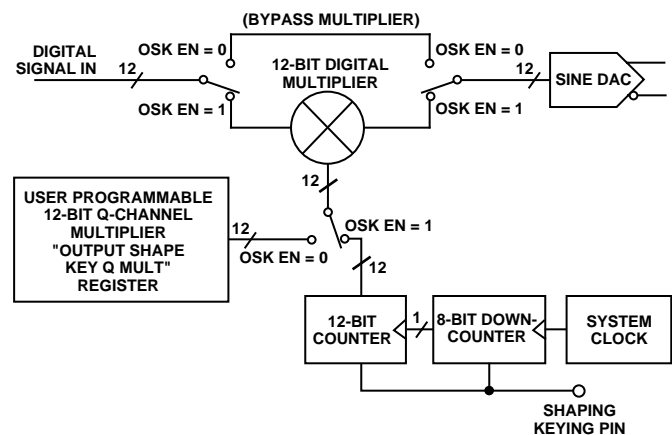 (BYPASS MULTIPLIER)
DIGITAL
SIGNAL IN
12
OSK EN = 0
OSK EN = 1
12-BIT DIGITAL
MULTIPLIER
OSK EN = 0
OSK EN = 1
12
SINE DAC
12
USER PROGRAMMABLE
12-BIT Q-CHANNEL
MULTIPLIER
"OUTPUT SHAPE
KEY Q MULT"
REGISTER
12
OSK EN = 0
OSK EN = 1
12
12-BIT
COUNTER
1
8-BIT DOWN-
COUNTER
SYSTEM
CLOCK
SHAPING
KEYING PIN